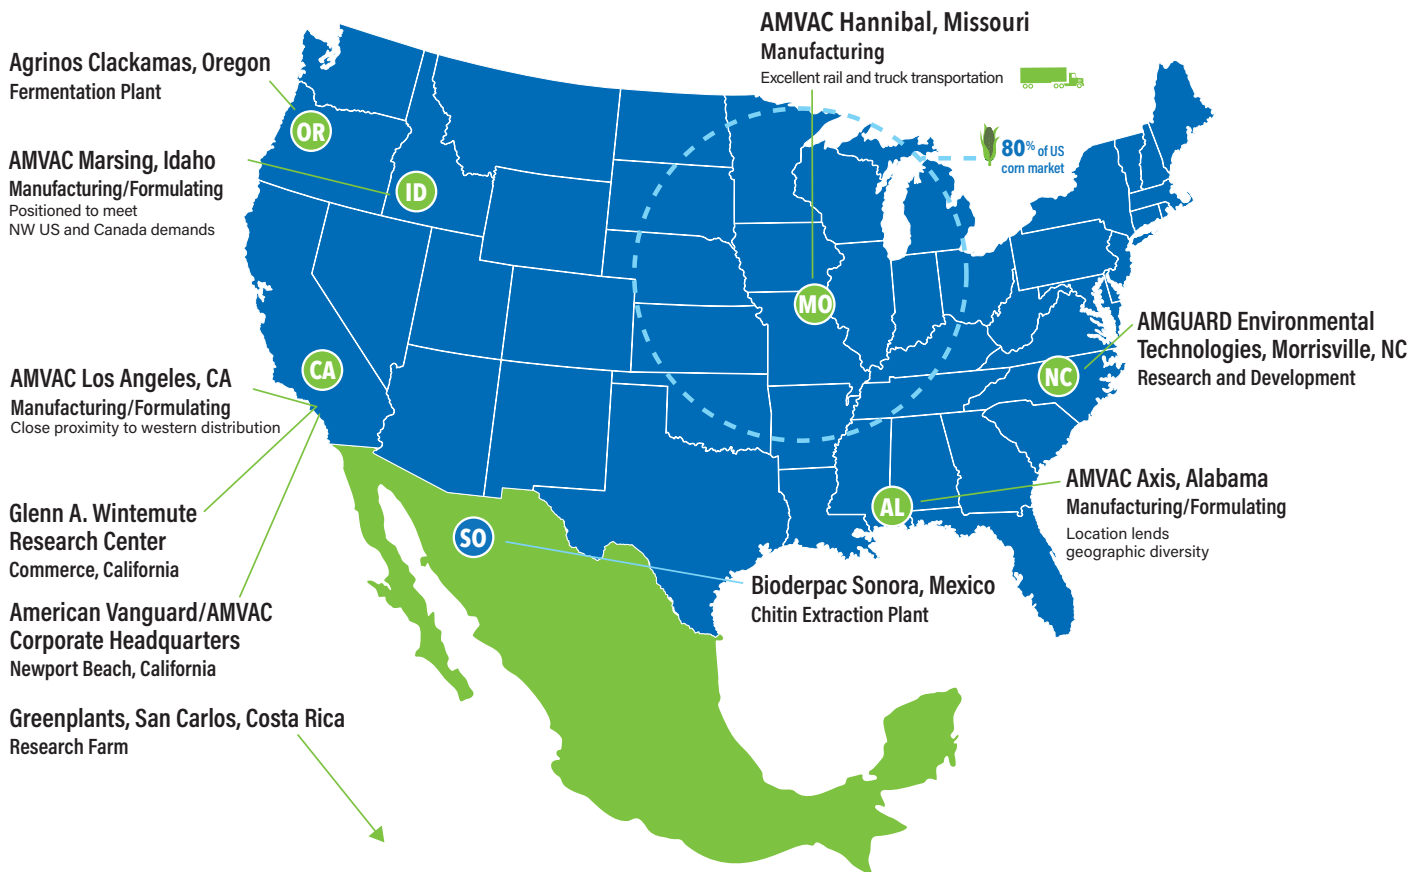 AMVAC Hannibal, Missouri
Manufacturing
Excellent rail and truck transportation
Agrinos Clackamas, Oregon
Fermentation Plant
OR
80% of US
corn market
AMVAC Marsing, Idaho
Manufacturing/Formulating
Positioned to meet
NW US and Canada demands
ID
MO
AMGUARD Environmental
Technologies, Morrisville, NC
Research and Development
NC
CA
AMVAC Los Angeles, CA
Manufacturing/Formulating
Close proximity to western distribution
AMVAC Axis, Alabama
Manufacturing/Formulating
Location lends
geographic diversity
AL
Glenn A. Wintemute
Research Center
Commerce, California
SO
Bioderpac Sonora, Mexico
Chitin Extraction Plant
American Vanguard/AMVAC
Corporate Headquarters
Newport Beach, California
Greenplants, San Carlos, Costa Rica
Research Farm